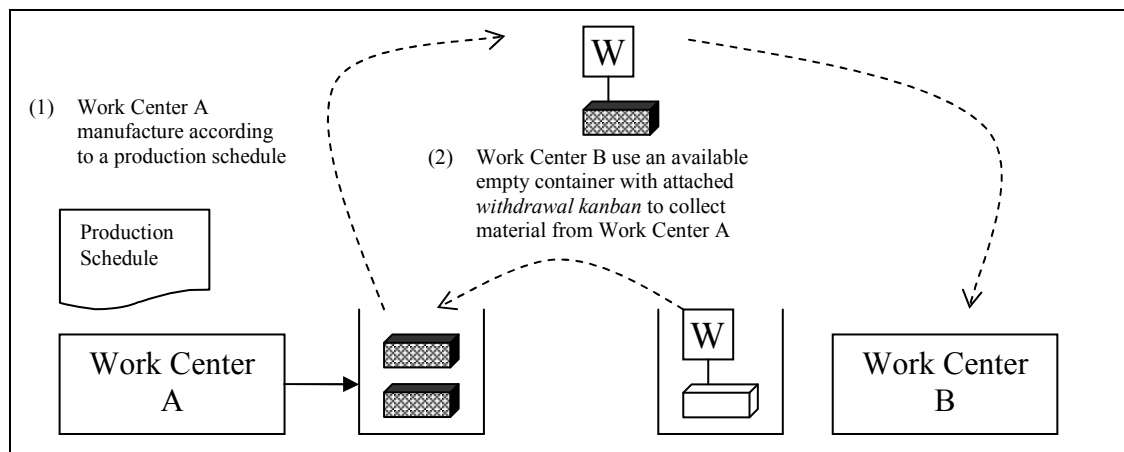 W
(1) Work Center A
manufacture according
to a production schedule
(2) Work Center B use an available
empty container with attached
withdrawal kanban to collect
material from Work Center A
Production
Schedule
W
Work Center
A
Work Center
B